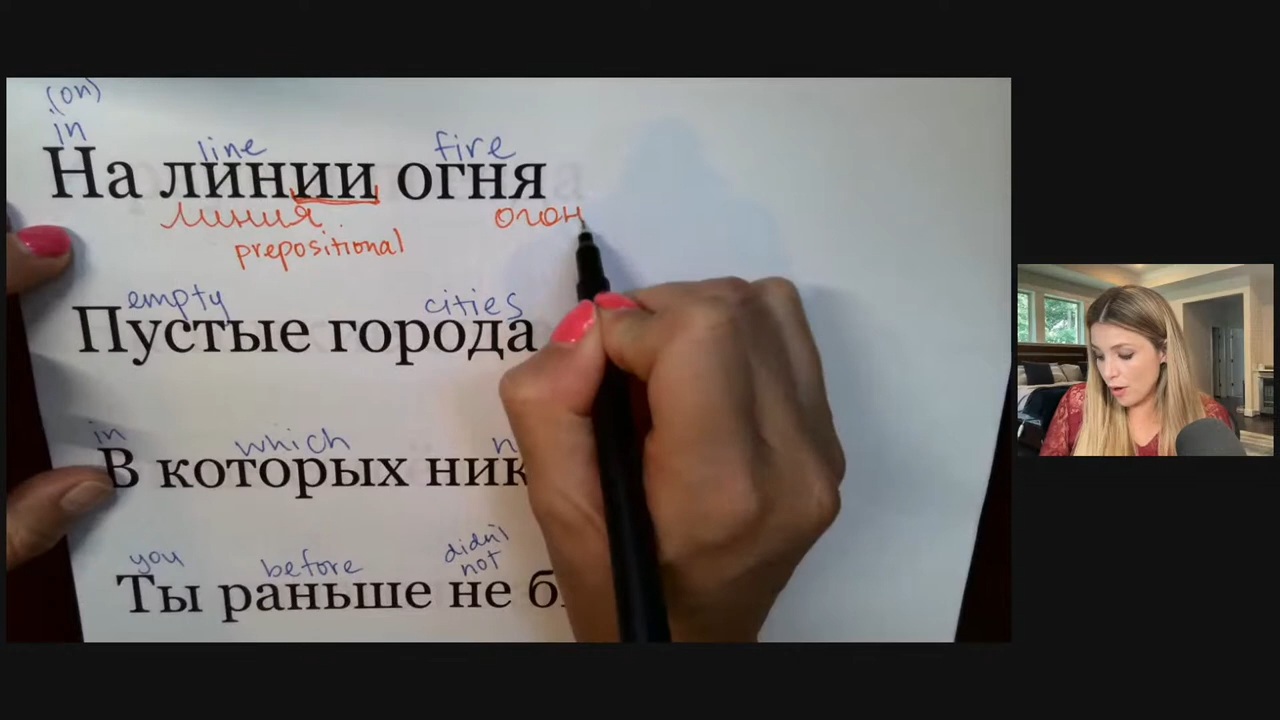 (on)
in line fire
На линии огня
линия огон
prepositional
empty cities
Пустые города
in which
В которых ник
you before didn't
not
Ты раньше не